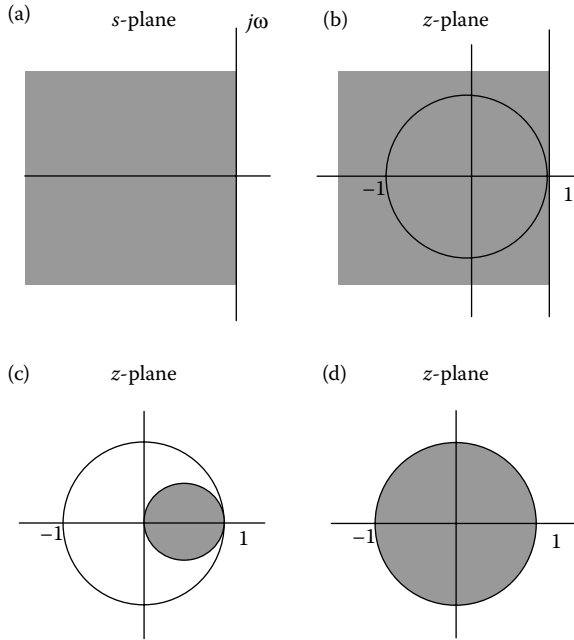 (a) s-plane jω
(b) z-plane
−1 1
(c) z-plane
−1 1
(d) z-plane
−1 1